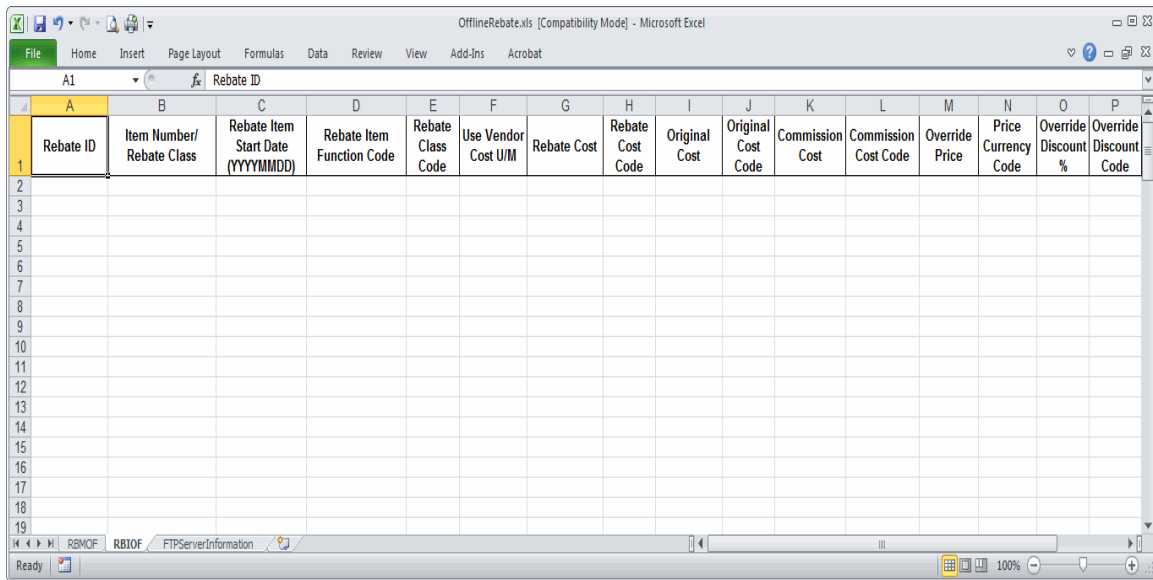 OfflineRebate.xls [Compatibility Mode] - Microsoft Excel
File Home Insert Page Layout Formulas Data Review View Add-Ins Acrobat
A1 fx Rebate ID
A B C D E F G H I J K L M N O P
1 Rebate ID Item Number/ Rebate Class Rebate Item Start Date (YYYYMMDD) Rebate Item Function Code Rebate Class Code Use Vendor Cost U/M Rebate Cost Rebate Cost Code Original Cost Original Cost Code Commission Cost Commission Cost Code Override Price Price Currency Code Override Discount % Override Discount Code
2
3
4
5
6
7
8
9
10
11
12
13
14
15
16
17
18
19
RBMOF RBIOF FTPServerInformation
Ready 100%